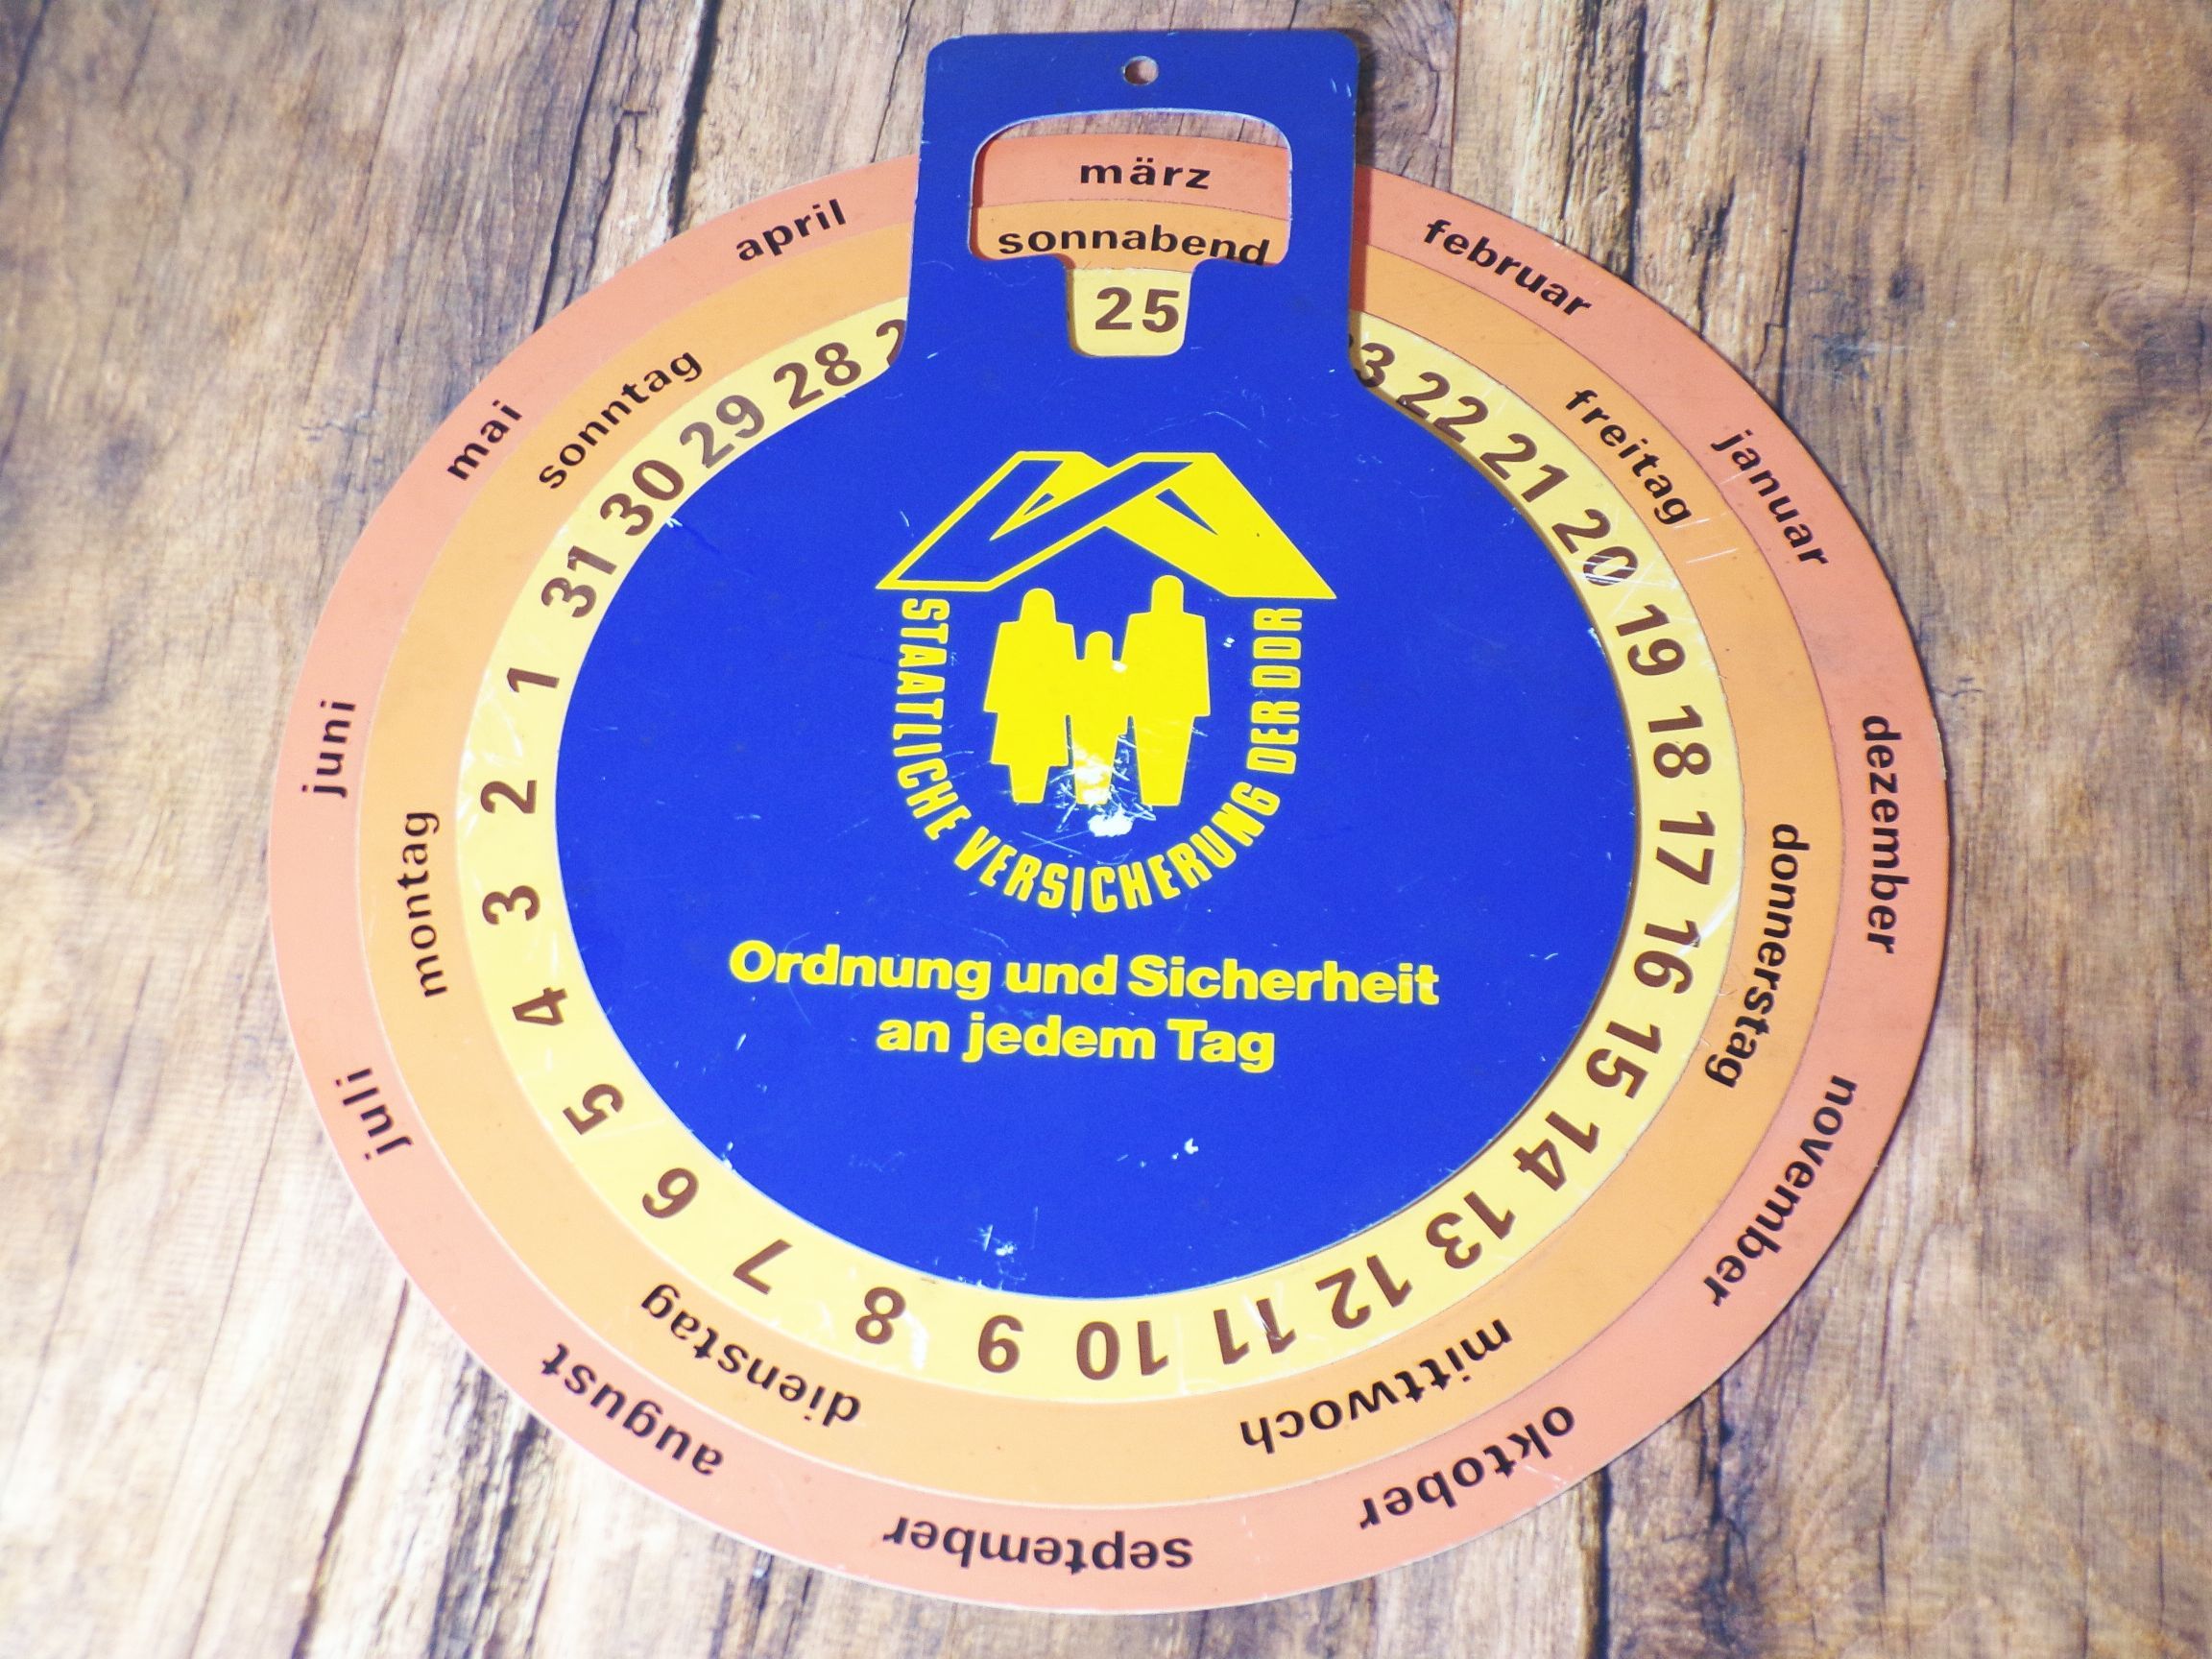 märz
sonnabend
25
STAATLICHE VERSICHERUNG DER DDR
Ordnung und Sicherheit
an jedem Tag
februar
januar
dezember
november
oktober
september
august
juli
juni
mai
april
freitag
donnerstag
mittwoch
dienstag
montag
sonntag
22
21
20
19
18
17
16
15
14
13
12
11
10
9
8
7
6
5
4
3
2
1
31
30
29
28